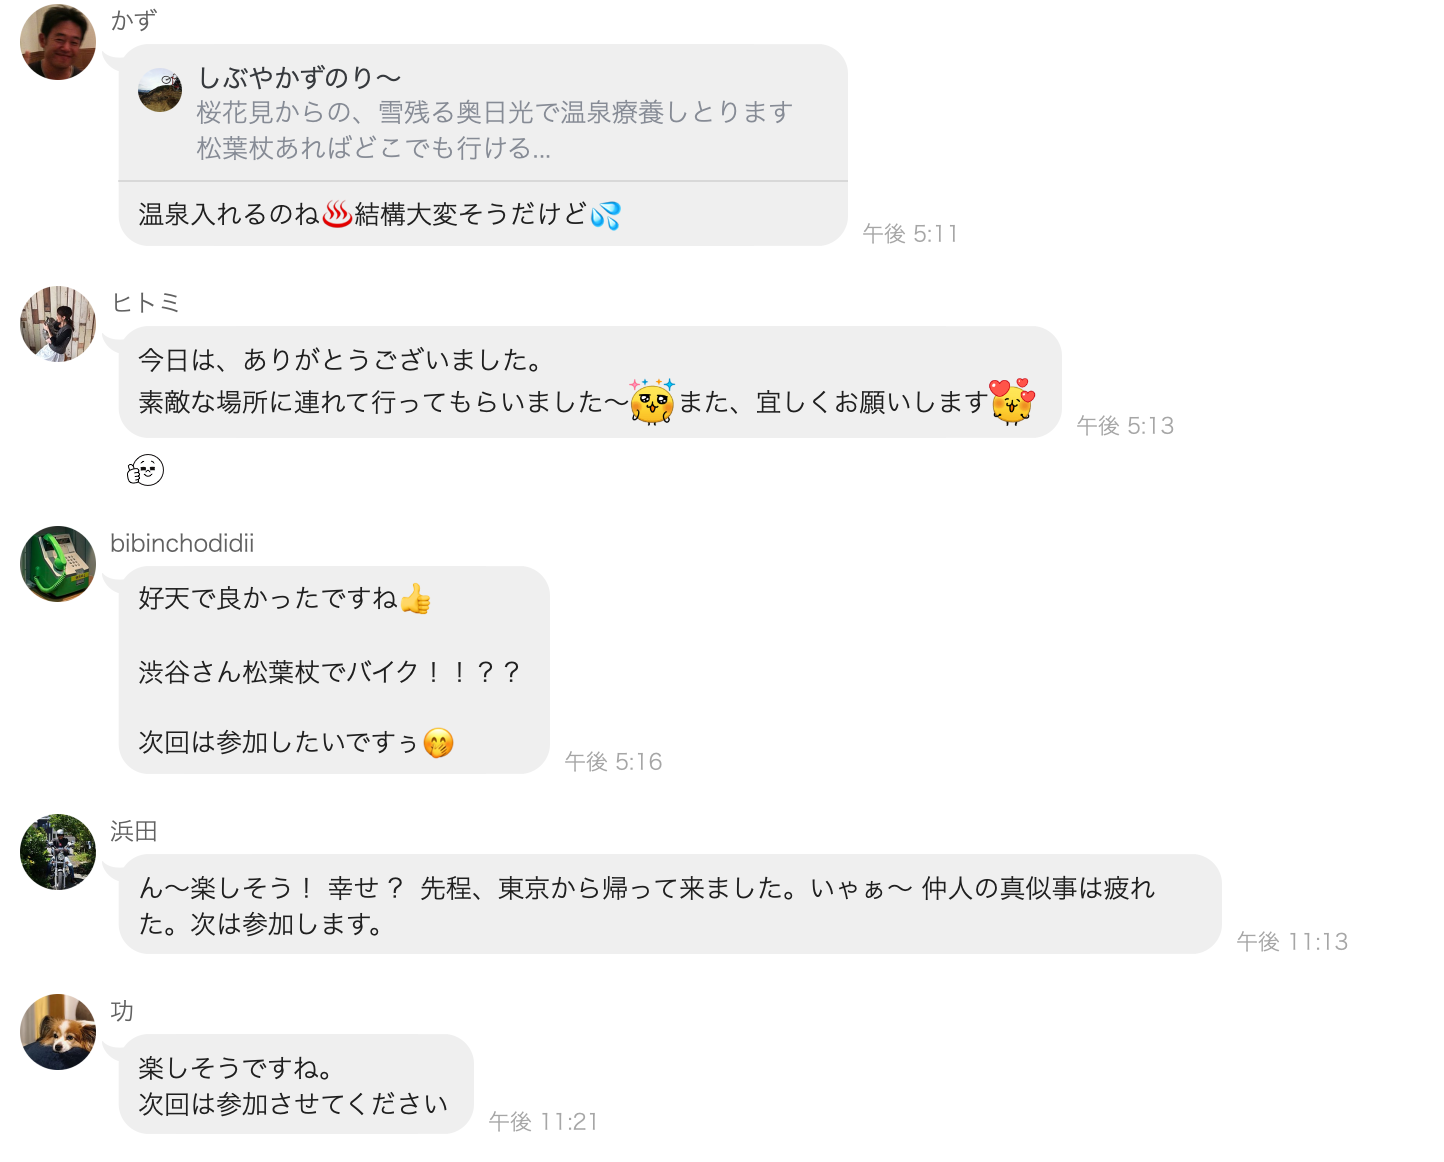 かず
しぶやかずのり〜
桜花見からの、雪残る奥日光で温泉療養しとります
松葉杖あればどこでも行ける...
温泉入れるのね♨️結構大変そうだけど💦
午後 5:11
ヒトミ
今日は、ありがとうございました。
素敵な場所に連れて行ってもらいました〜また、宜しくお願いします
午後 5:13
bibinchodidii
好天で良かったですね👍
渋谷さん松葉杖でバイク！！？？
次回は参加したいですぅ🤭
午後 5:16
浜田
ん〜楽しそう！ 幸せ？ 先程、東京から帰って来ました。いゃぁ〜 仲人の真似事は疲れ
た。次は参加します。
午後 11:13
功
楽しそうですね。
次回は参加させてください
午後 11:21